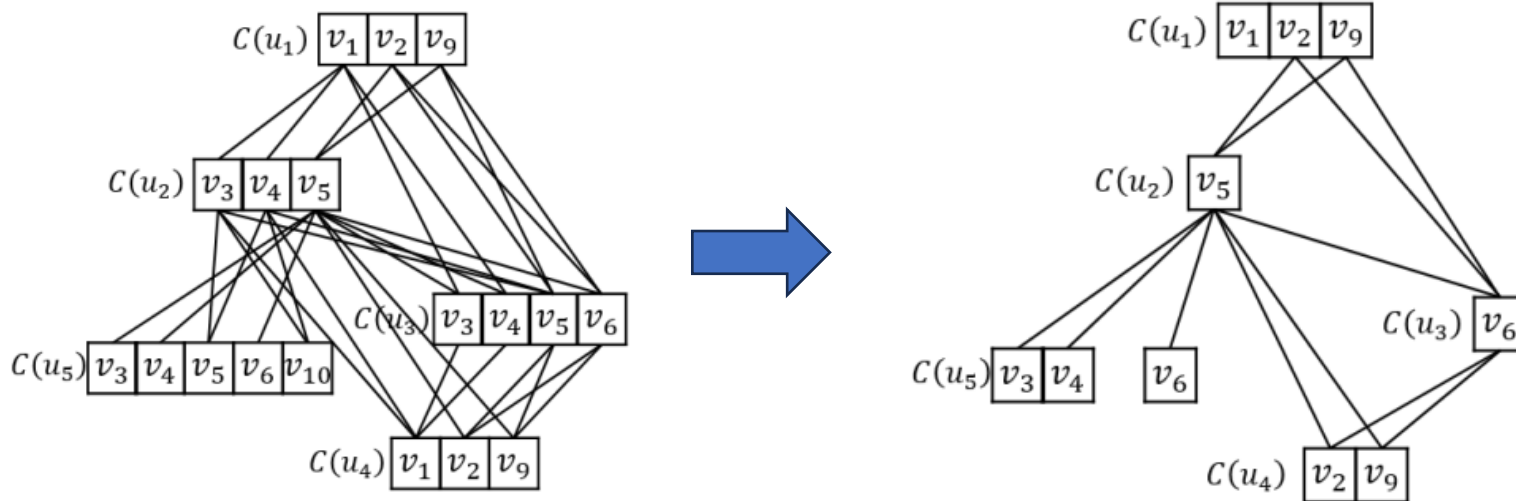 C(u₁) v₁ v₂ v₉
C(u₂) v₃ v₄ v₅
C(u₃) v₃ v₄ v₅ v₆
C(u₅) v₃ v₄ v₅ v₆ v₁₀
C(u₄) v₁ v₂ v₉
C(u₁) v₁ v₂ v₉
C(u₂) v₅
C(u₃) v₆
C(u₅) v₃ v₄ v₆
C(u₄) v₂ v₉